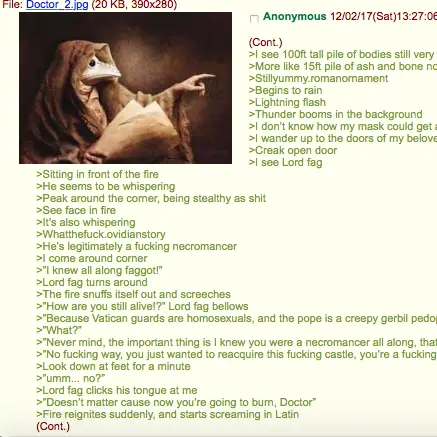 File: Doctor_2.jpg (20 KB, 390x280)
Anonymous 12/02/17(Sat)13:27:06
(Cont.)
>I see 100ft tall pile of bodies still very
>More like 15ft pile of ash and bone no
>Stillyummy.romanornament
>Begins to rain
>Lightning flash
>Thunder booms in the background
>I don't know how my mask could get
>I wander up to the doors of my belove
>Creak open door
>I see Lord fag
>Sitting in front of the fire
>He seems to be whispering
>Peak around the corner, being stealthy as shit
>See face in fire
>It's also whispering
>Whatthefuck.ovidianstory
>He's legitimately a fucking necromancer
>I come around corner
>"I knew all along faggot!"
>Lord fag turns around
>The fire snuffs itself out and screeches
>"How are you still alive!?" Lord fag bellows
>"Because Vatican guards are homosexuals, and the pope is a creepy gerbil pedop
>"What?"
>"Never mind, the important thing is I knew you were a necromancer all along, that
>"No fucking way, you just wanted to reacquire this fucking castle, you're a fucking
>Look down at feet for a minute
>"umm... no?"
>Lord fag clicks his tongue at me
>"Doesn't matter cause now you're going to burn, Doctor"
>Fire reignites suddenly, and starts screaming in Latin
(Cont.)